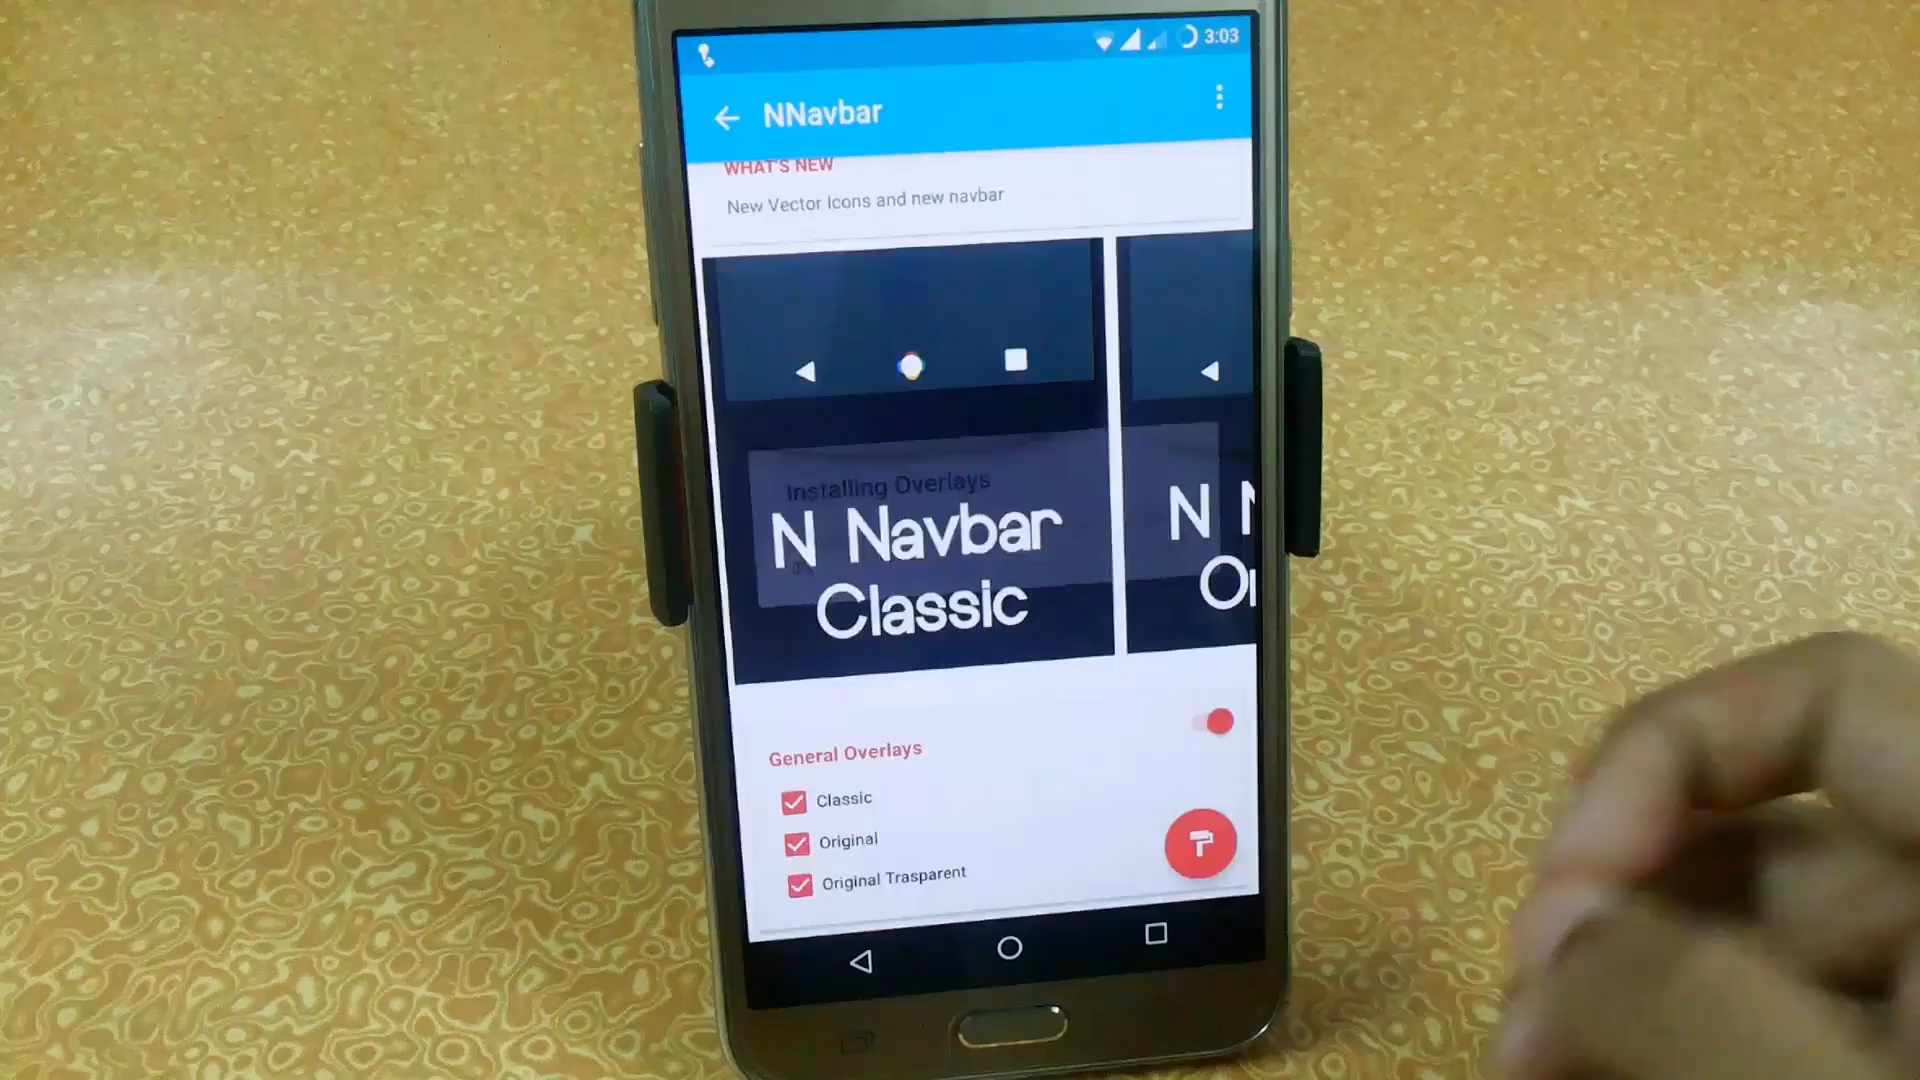 3:03
NNavbar
WHAT'S NEW
New Vector Icons and new navbar
Installing Overlays
N Navbar
Classic
N N
Or
General Overlays
Classic
Original
Original Trasparent